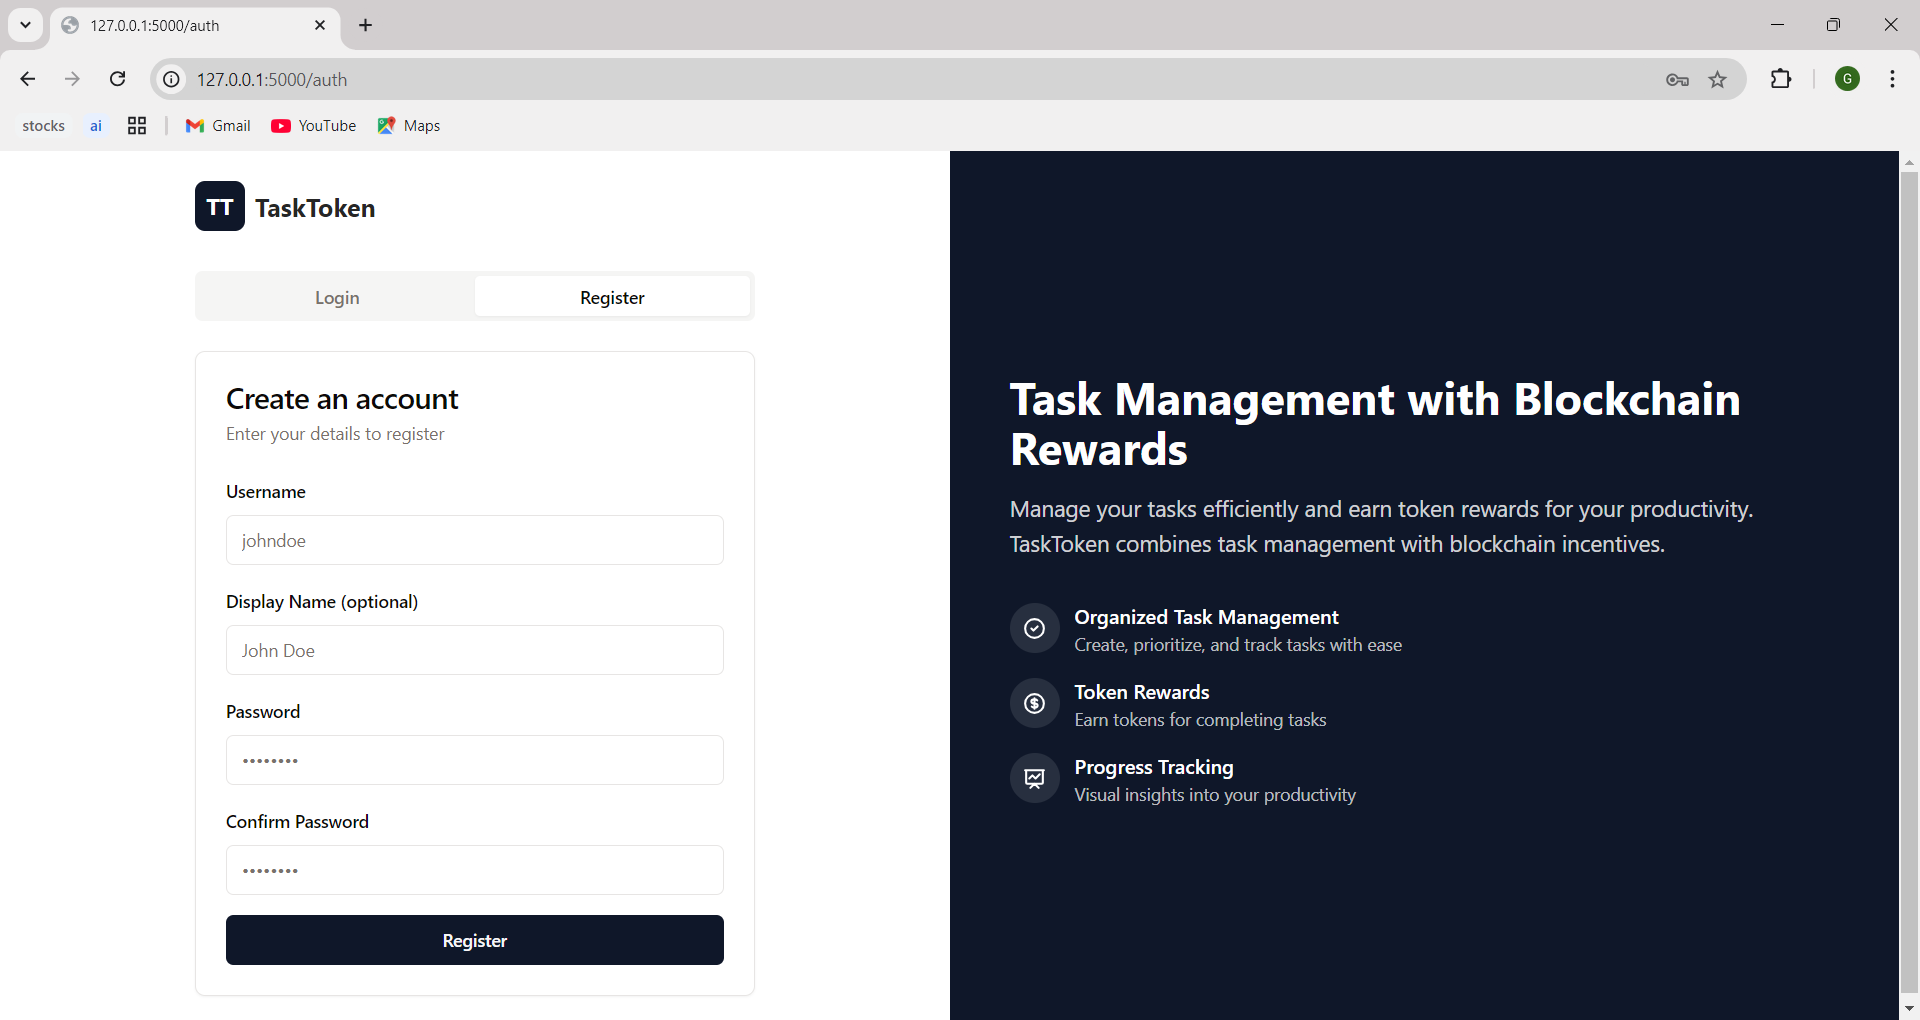 127.0.0.1:5000/auth
127.0.0.1:5000/auth
G
stocks ai Gmail YouTube Maps
TT TaskToken
Login Register
Create an account
Enter your details to register
Username
johndoe
Display Name (optional)
John Doe
Password
••••••••
Confirm Password
••••••••
Register
Task Management with Blockchain
Rewards
Manage your tasks efficiently and earn token rewards for your productivity.
TaskToken combines task management with blockchain incentives.
Organized Task Management
Create, prioritize, and track tasks with ease
Token Rewards
Earn tokens for completing tasks
Progress Tracking
Visual insights into your productivity